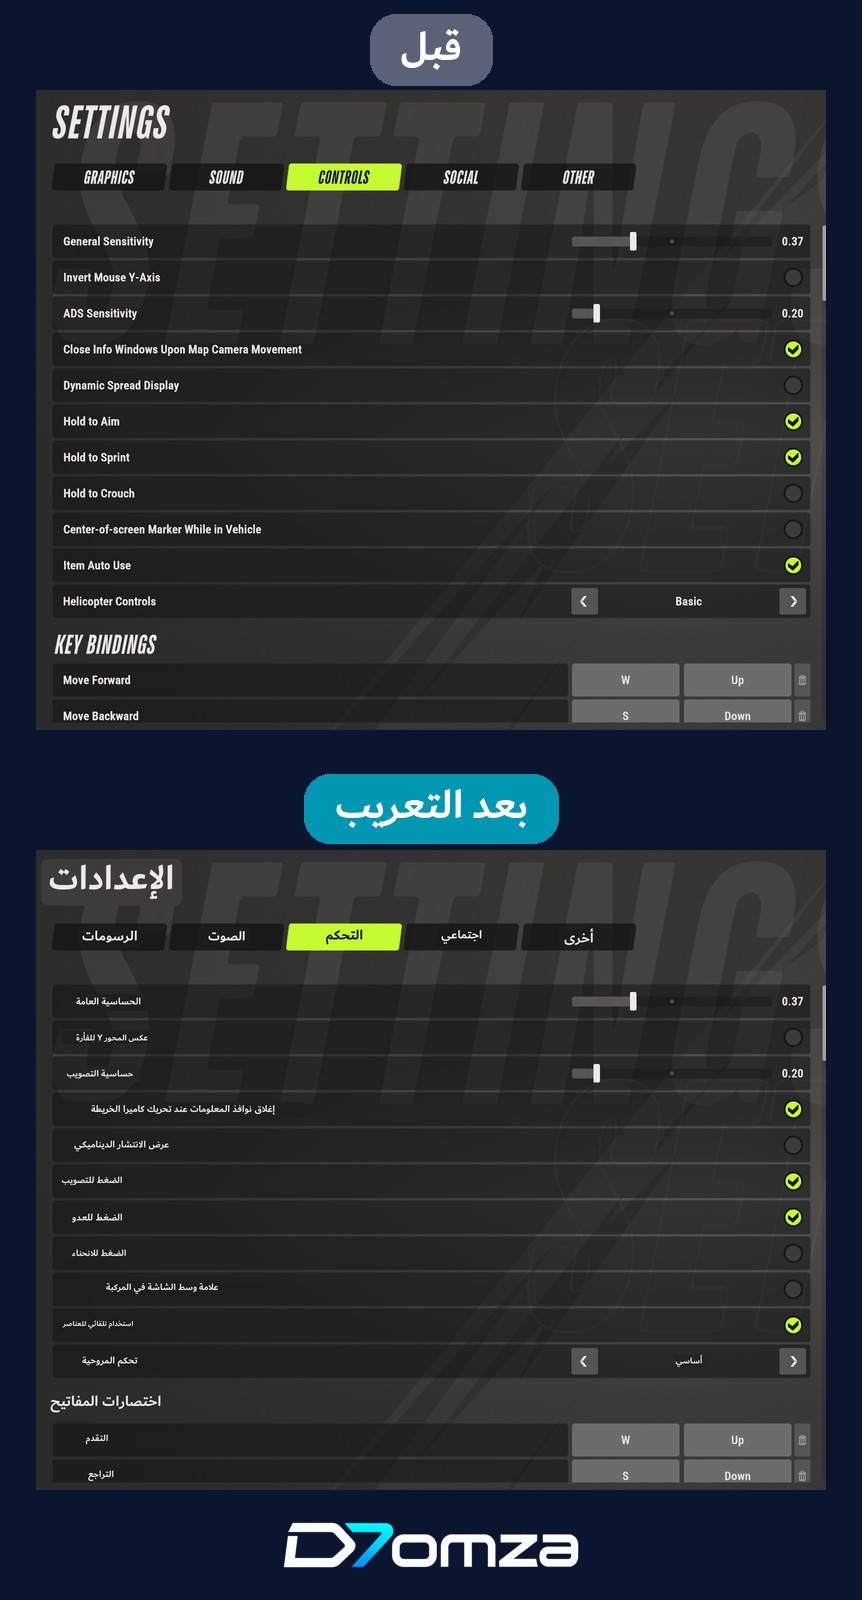 قبل
SETTINGS
GRAPHICS SOUND CONTROLS SOCIAL OTHER
General Sensitivity 0.37
Invert Mouse Y-Axis
ADS Sensitivity 0.20
Close Info Windows Upon Map Camera Movement
Dynamic Spread Display
Hold to Aim
Hold to Sprint
Hold to Crouch
Center-of-screen Marker While in Vehicle
Item Auto Use
Helicopter Controls Basic
KEY BINDINGS
Move Forward W Up
Move Backward S Down
بعد التعريب
الإعدادات
الرسومات الصوت التحكم اجتماعي أخرى
الحساسية العامة 0.37
عكس المحور Y للفأرة
حساسية التصويب 0.20
إغلاق نوافذ المعلومات عند تحريك كاميرا الخريطة
عرض الانتشار الديناميكي
الضغط للتصويب
الضغط للعدو
الضغط للانحناء
علامة وسط الشاشة في المركبة
استخدام تلقائي للعناصر
تحكم المروحية أساسي
اختصارات المفاتيح
التقدم W Up
التراجع S Down
D7omza